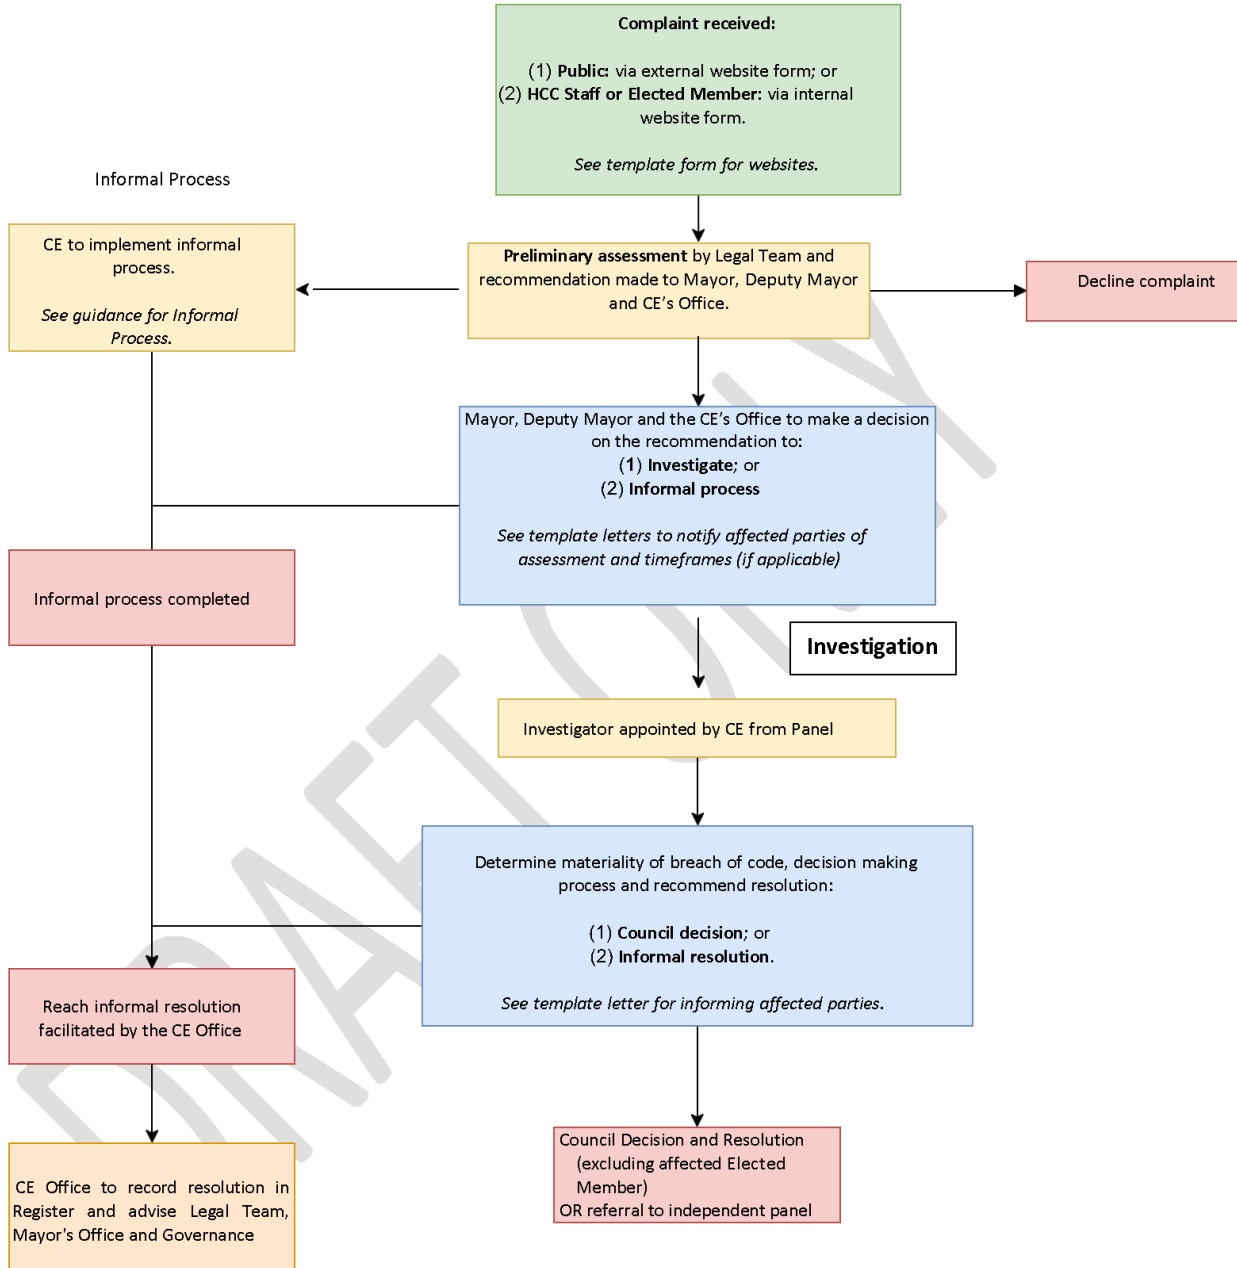 Complaint received:
(1) Public: via external website form; or
(2) HCC Staff or Elected Member: via internal
website form.
See template form for websites.
Informal Process
CE to implement informal
process.
See guidance for Informal
Process.
Preliminary assessment by Legal Team and
recommendation made to Mayor, Deputy Mayor
and CE's Office.
Decline complaint
Mayor, Deputy Mayor and the CE's Office to make a decision
on the recommendation to:
(1) Investigate; or
(2) Informal process
See template letters to notify affected parties of
assessment and timeframes (if applicable)
Informal process completed
Investigation
Investigator appointed by CE from Panel
Determine materiality of breach of code, decision making
process and recommend resolution:
(1) Council decision; or
(2) Informal resolution.
See template letter for informing affected parties.
Reach informal resolution
facilitated by the CE Office
Council Decision and Resolution
(excluding affected Elected
Member)
OR referral to independent panel
CE Office to record resolution in
Register and advise Legal Team,
Mayor's Office and Governance
DRAFT ONLY